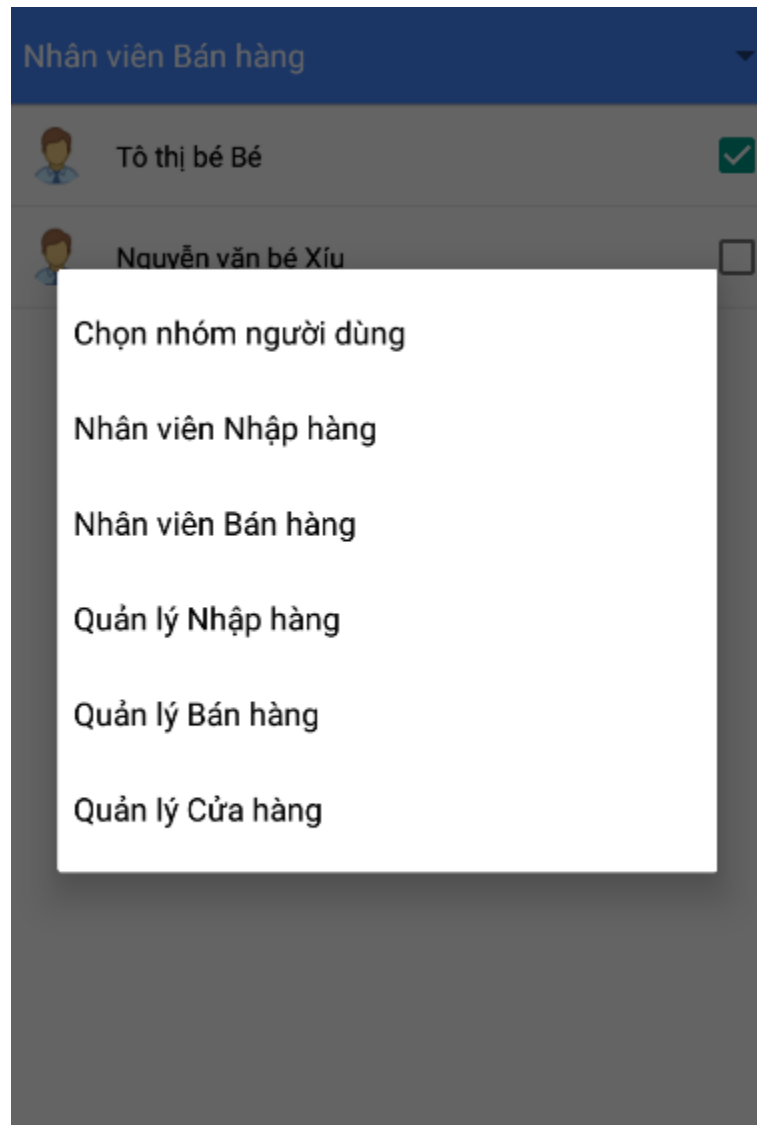 Nhân viên Bán hàng
Tô thị bé Bé
Nguyễn văn bé Xíu
Chọn nhóm người dùng
Nhân viên Nhập hàng
Nhân viên Bán hàng
Quản lý Nhập hàng
Quản lý Bán hàng
Quản lý Cửa hàng